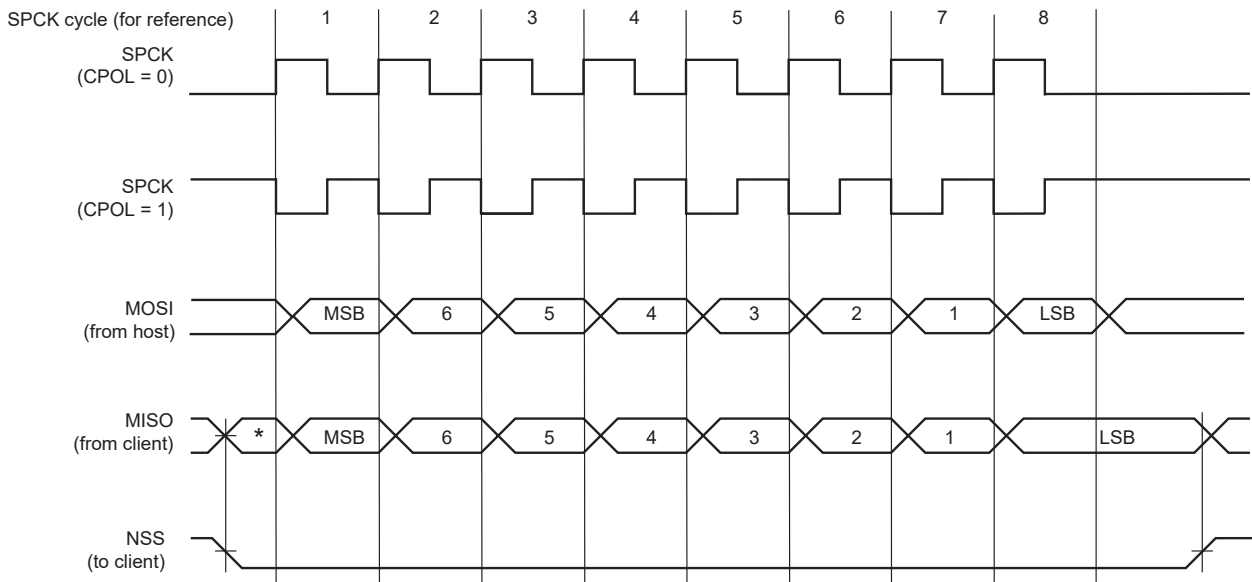 SPCK cycle (for reference) 1 2 3 4 5 6 7 8
SPCK
(CPOL = 0)
SPCK
(CPOL = 1)
MOSI
(from host)
MSB 6 5 4 3 2 1 LSB
MISO
(from client)
* MSB 6 5 4 3 2 1 LSB
NSS
(to client)